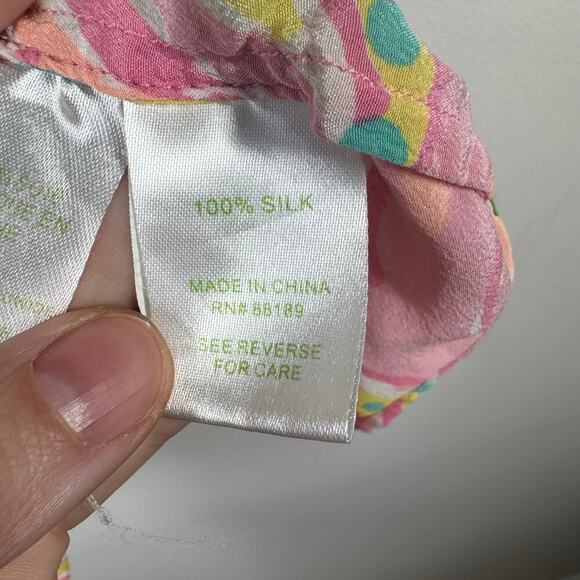 100% SILK
MADE IN CHINA
RN# 86189
SEE REVERSE
FOR CARE